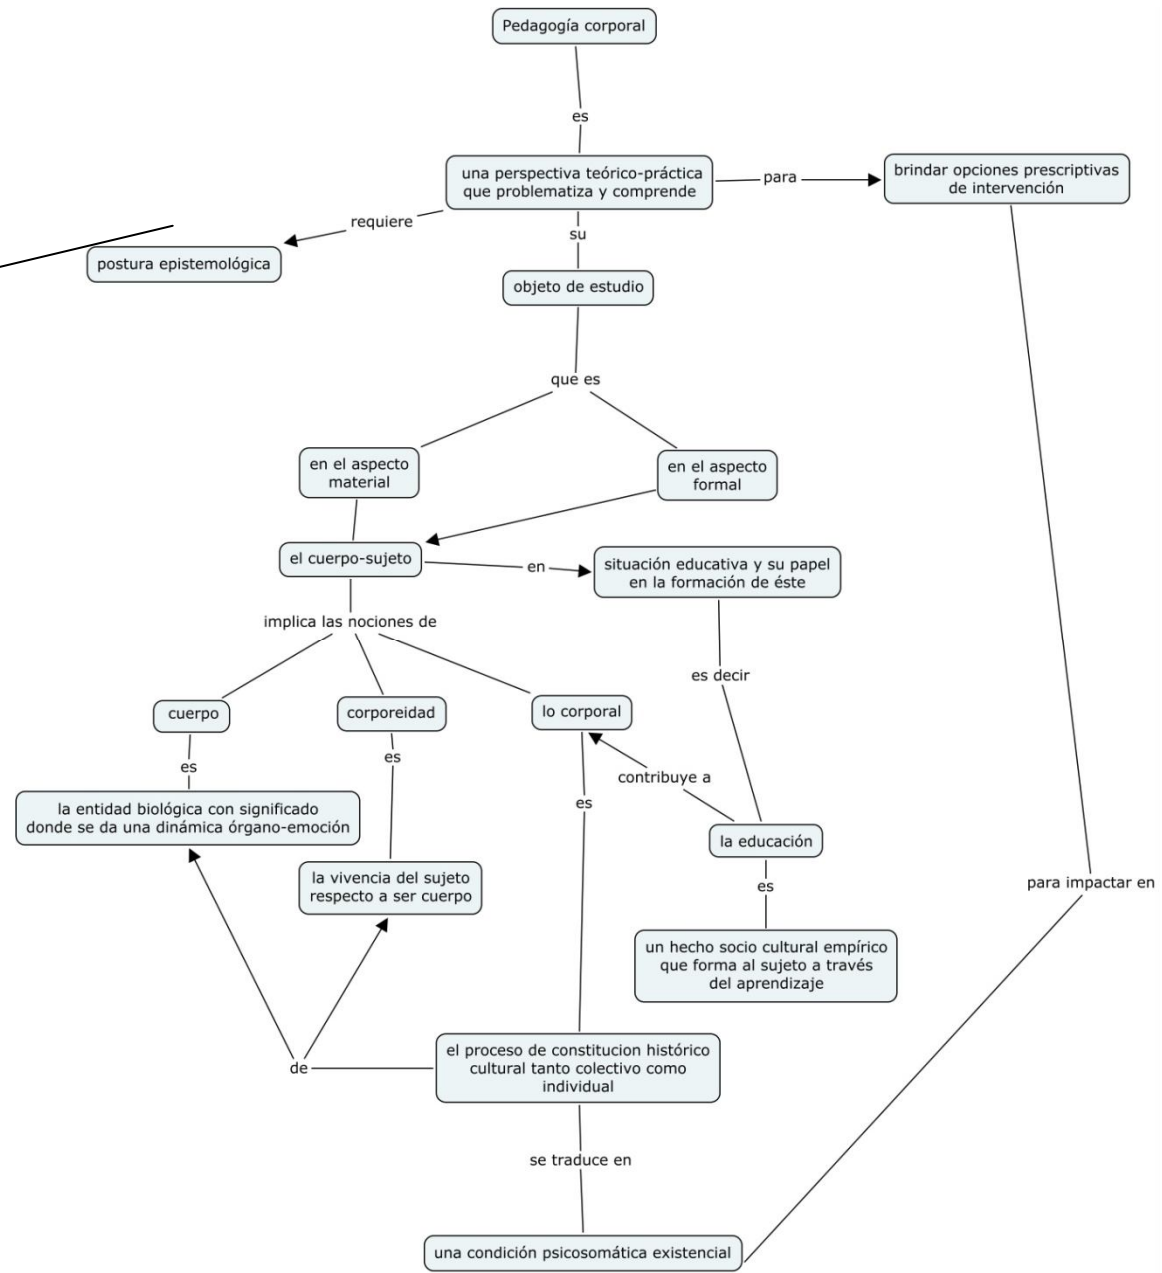 Pedagogía corporal
es
una perspectiva teórico-práctica
que problematiza y comprende
para
brindar opciones prescriptivas
de intervención
requiere
postura epistemológica
su
objeto de estudio
que es
en el aspecto
material
en el aspecto
formal
el cuerpo-sujeto
en
situación educativa y su papel
en la formación de éste
implica las nociones de
es decir
cuerpo
corporeidad
lo corporal
es
es
contribuye a
es
la entidad biológica con significado
donde se da una dinámica órgano-emoción
la educación
la vivencia del sujeto
respecto a ser cuerpo
es
para impactar en
un hecho socio cultural empírico
que forma al sujeto a través
del aprendizaje
de
el proceso de constitucion histórico
cultural tanto colectivo como
individual
se traduce en
una condición psicosomática existencial